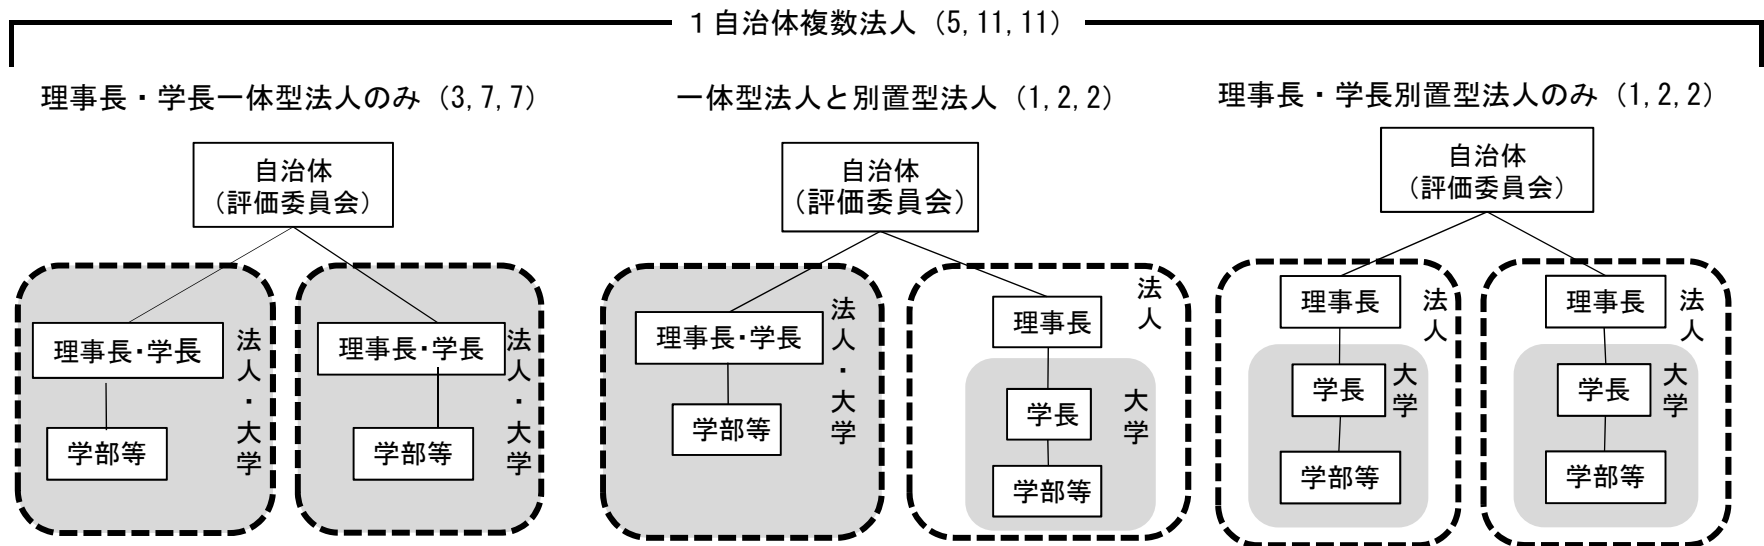 1自治体複数法人（5,11,11）
理事長・学長一体型法人のみ（3,7,7）
自治体
（評価委員会）
理事長・学長
学部等
法人・大学
理事長・学長
学部等
法人・大学
一体型法人と別置型法人（1,2,2）
自治体
（評価委員会）
理事長・学長
学部等
法人・大学
理事長
法人
学長
学部等
大学
理事長・学長別置型法人のみ（1,2,2）
自治体
（評価委員会）
理事長
法人
学長
学部等
大学
理事長
法人
学長
学部等
大学